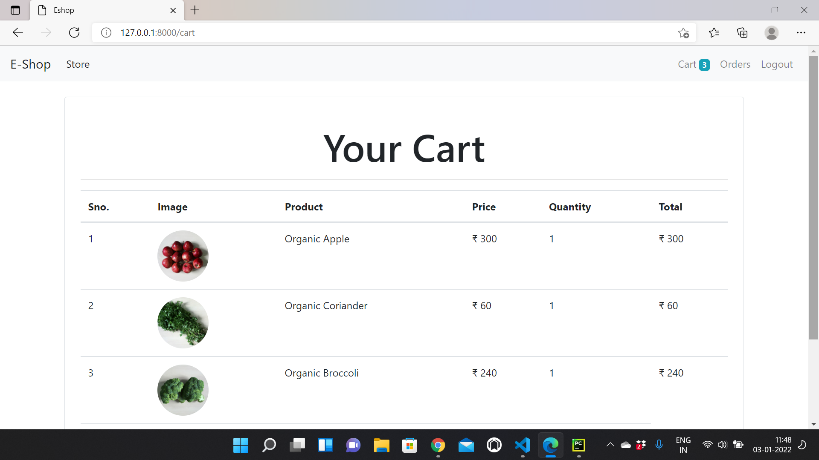 Eshop
127.0.0.1:8000/cart
E-Shop Store Cart 3 Orders Logout
Your Cart
Sno. Image Product Price Quantity Total
1 Organic Apple ₹ 300 1 ₹ 300
2 Organic Coriander ₹ 60 1 ₹ 60
3 Organic Broccoli ₹ 240 1 ₹ 240
ENG 11:48
IN 03-01-2022